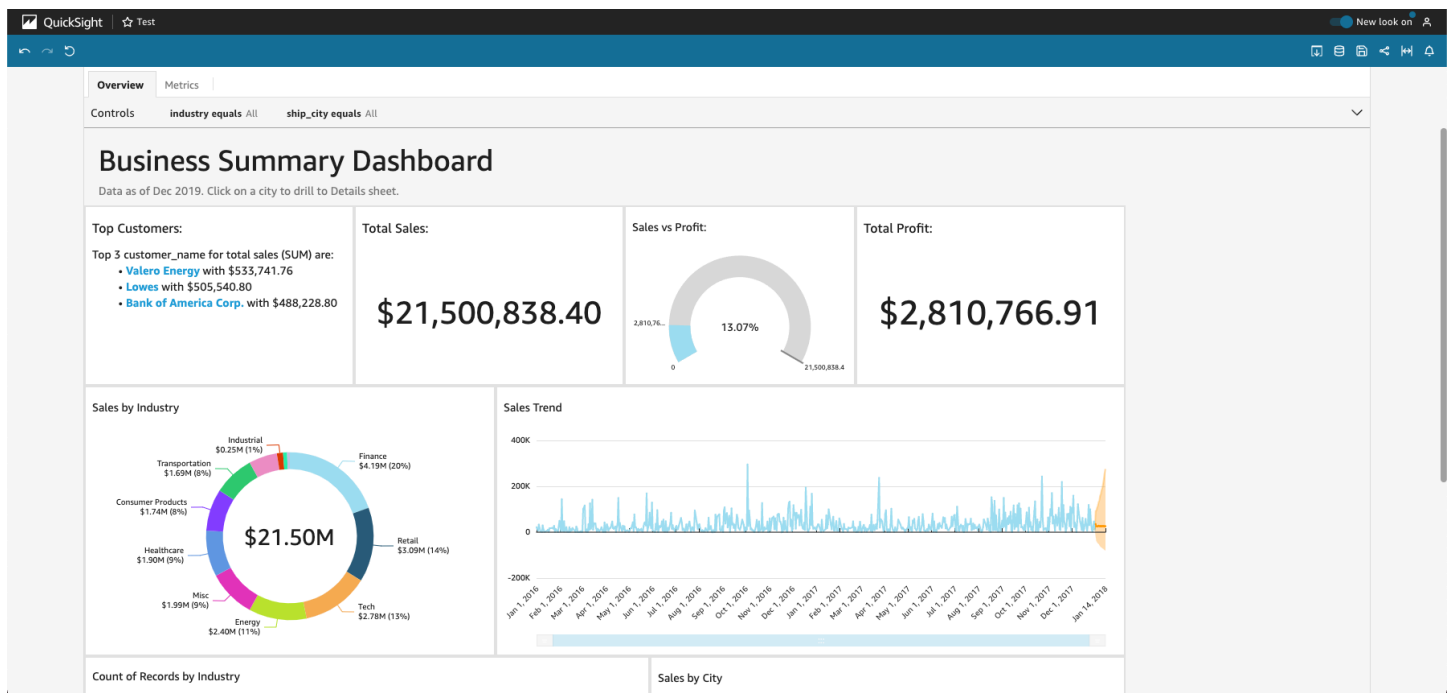 QuickSight
Test
New look on
Overview
Metrics
Controls
industry equals All
ship_city equals All
Business Summary Dashboard
Data as of Dec 2019. Click on a city to drill to Details sheet.
Top Customers:
Top 3 customer_name for total sales (SUM) are:
• Valero Energy with $533,741.76
• Lowes with $505,540.80
• Bank of America Corp. with $488,228.80
Total Sales:
$21,500,838.40
Sales vs Profit:
2,810,76...
13.07%
0
21,500,838.4
Total Profit:
$2,810,766.91
Sales by Industry
Industrial
$0.25M (1%)
Transportation
$1.69M (8%)
Consumer Products
$1.74M (8%)
Healthcare
$1.90M (9%)
Misc
$1.99M (9%)
Energy
$2.40M (11%)
Finance
$4.19M (20%)
Retail
$3.09M (14%)
Tech
$2.78M (13%)
$21.50M
Sales Trend
400K
200K
0
-200K
Jan 1, 2016
Feb 1, 2016
Mar 1, 2016
Apr 1, 2016
May 1, 2016
Jun 1, 2016
Jul 1, 2016
Aug 1, 2016
Sep 1, 2016
Oct 1, 2016
Nov 1, 2016
Dec 1, 2016
Jan 1, 2017
Feb 1, 2017
Mar 1, 2017
Apr 1, 2017
May 1, 2017
Jun 1, 2017
Jul 1, 2017
Aug 1, 2017
Sep 1, 2017
Oct 1, 2017
Nov 1, 2017
Dec 1, 2017
Jan 14, 2018
Count of Records by Industry
Sales by City